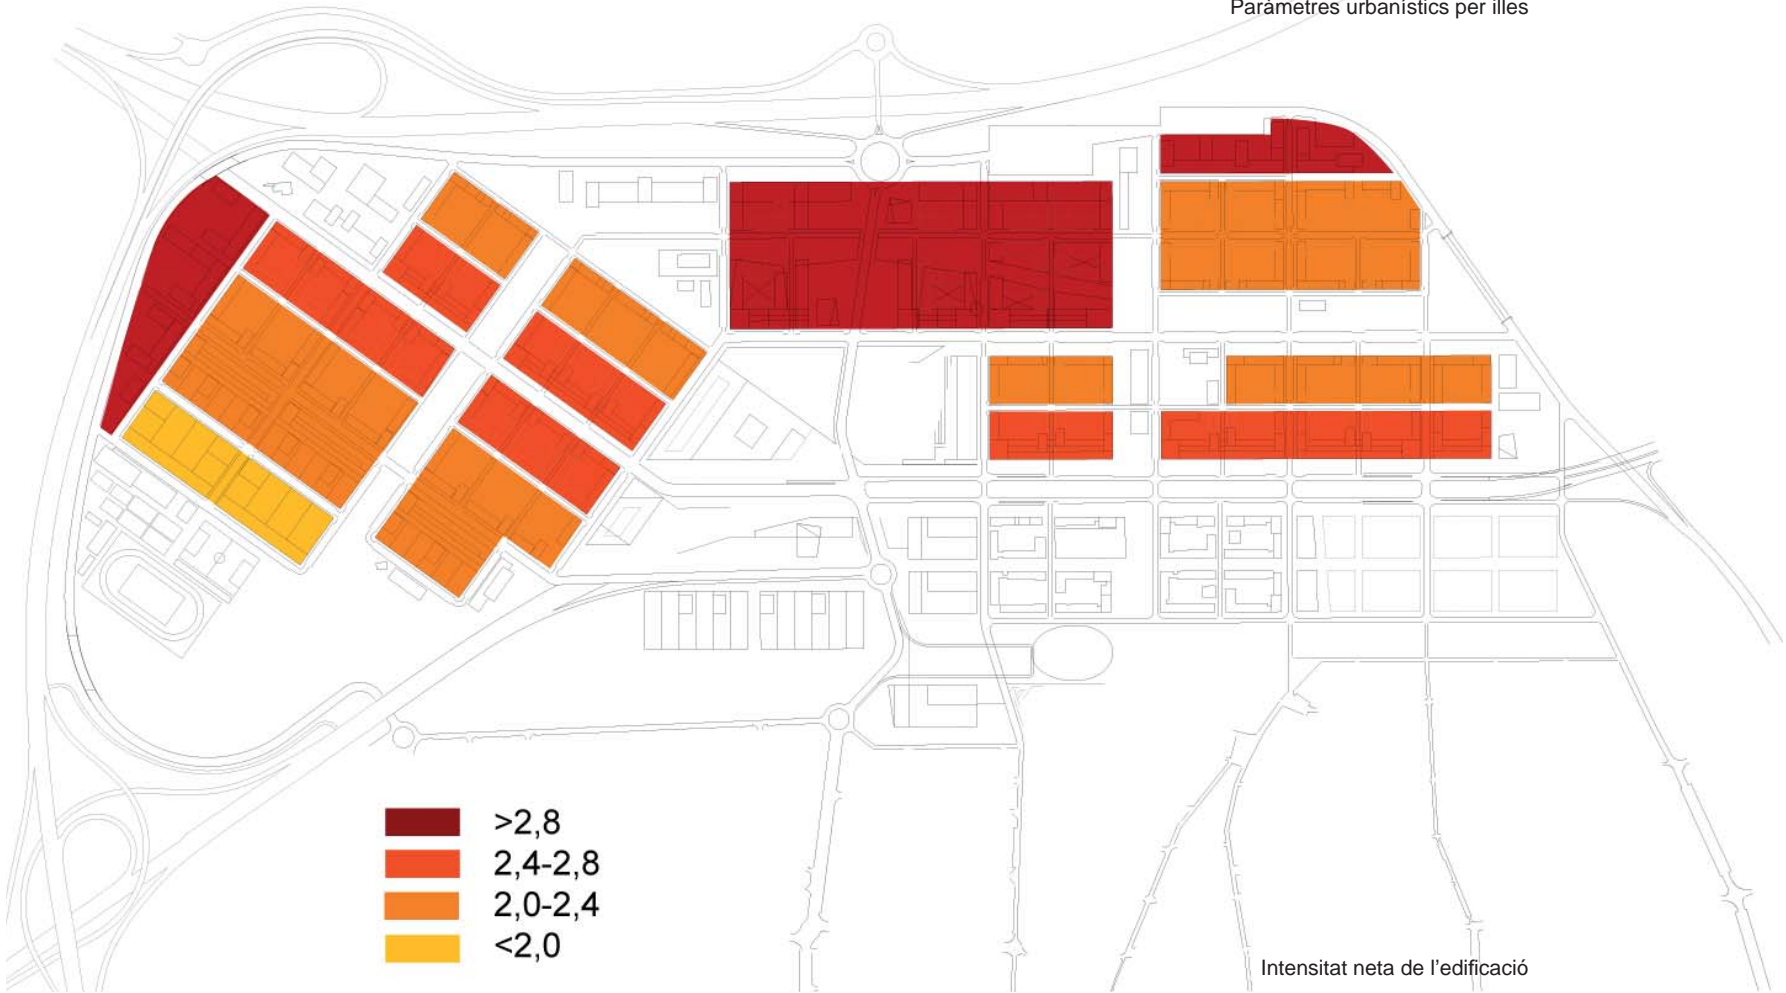 Paràmetres urbanístics per illes
>2,8
2,4-2,8
2,0-2,4
<2,0
Intensitat neta de l’edificació